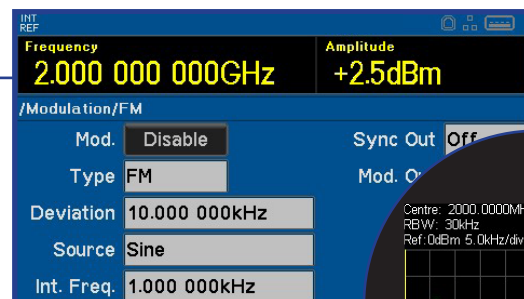 INT
REF
Frequency Amplitude
2.000 000 000GHz +2.5dBm
/Modulation/FM
Mod. Disable Sync Out Off
Type FM Mod.
Deviation 10.000 000kHz
Centre: 2000.0000MH
RBW: 30kHz
Ref:0dBm 5.0kHz/div
Source Sine
Int. Freq. 1.000 000kHz